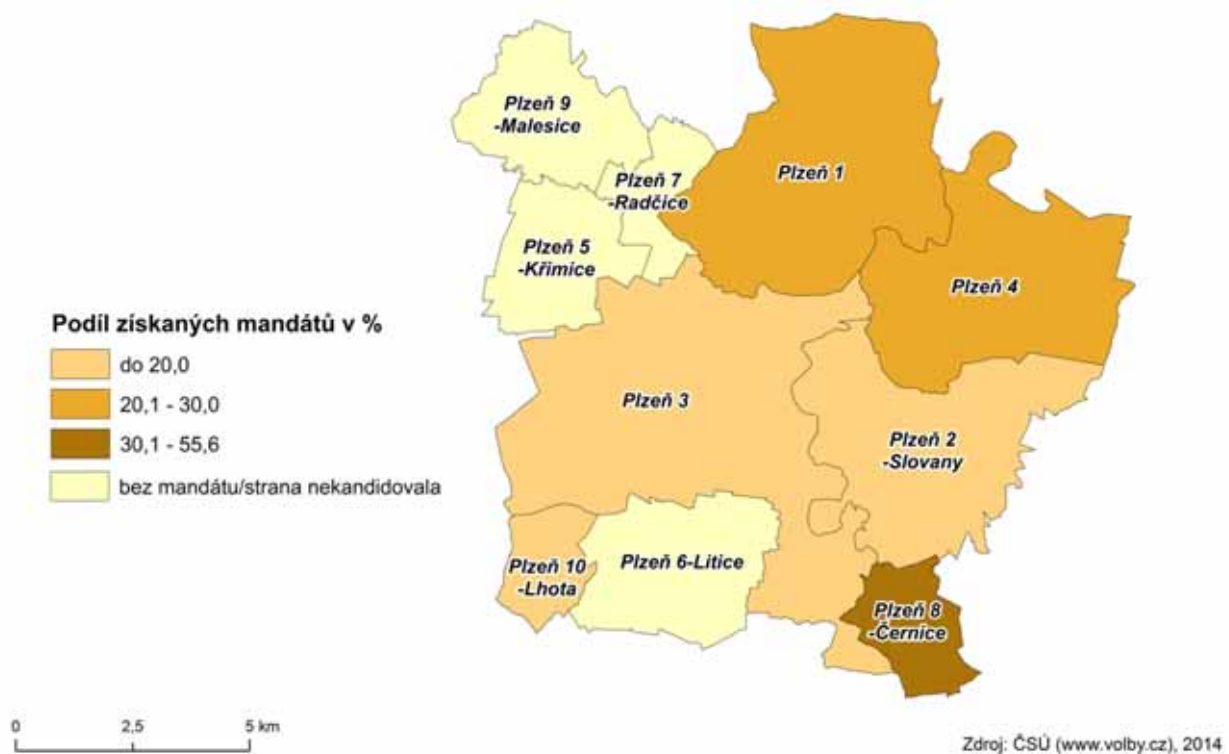 Plzeň 9
-Malesice
Plzeň 7
-Radčice
Plzeň 1
Plzeň 5
-Křimice
Plzeň 4
Podíl získaných mandátů v %
do 20,0
20,1 - 30,0
30,1 - 55,6
bez mandátu/strana nekandidovala
Plzeň 3
Plzeň 2
-Slovany
Plzeň 10
-Lhota
Plzeň 6-Litice
Plzeň 8
-Černice
0 2,5 5 km
Zdroj: ČSÚ (www.volby.cz), 2014